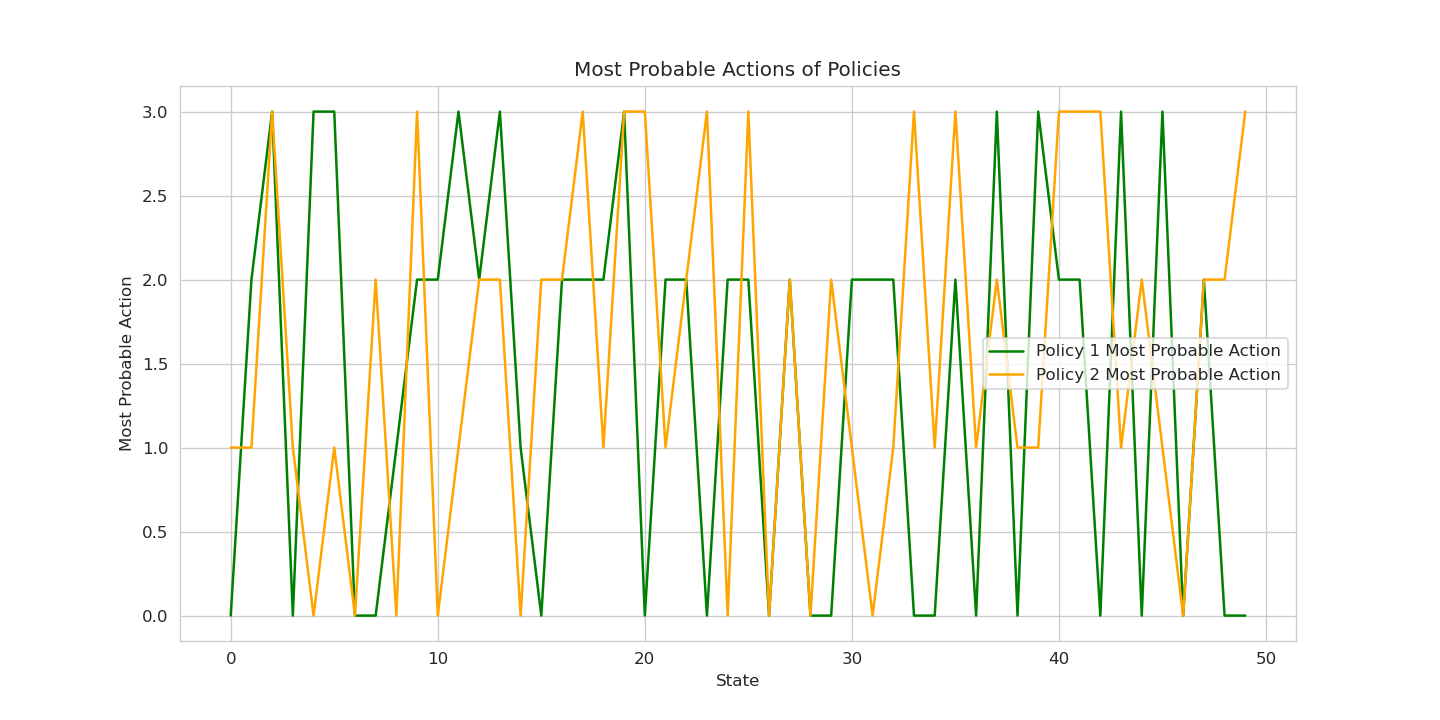 Most Probable Actions of Policies
Most Probable Action
3.0
2.5
2.0
1.5
1.0
0.5
0.0
Policy 1 Most Probable Action
Policy 2 Most Probable Action
0 10 20 30 40 50
State